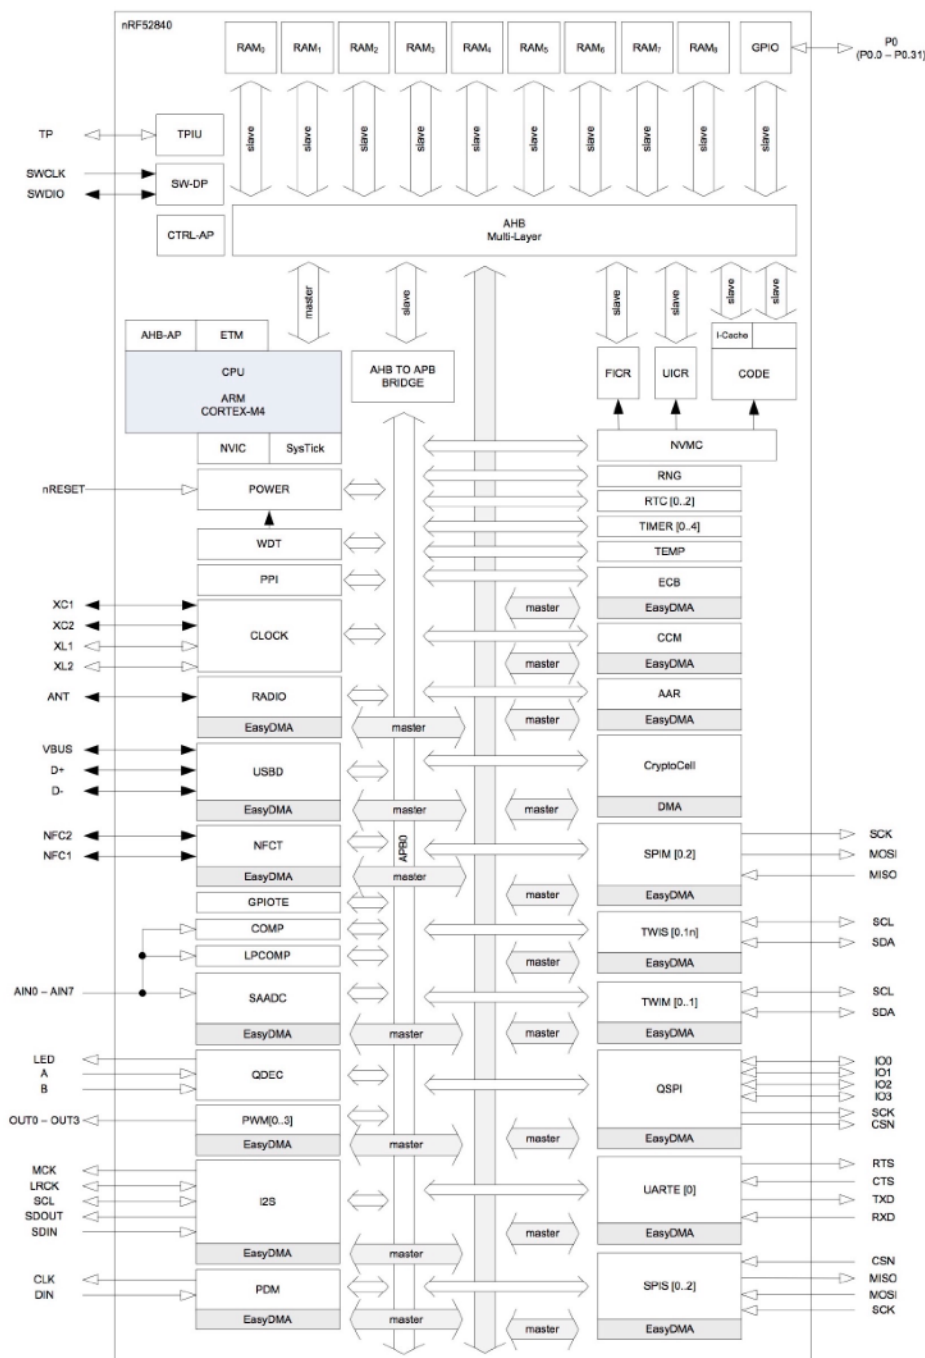 nRF52840
RAM0 RAM1 RAM2 RAM3 RAM4 RAM5 RAM6 RAM7 RAM8 GPIO
P0
(P0.0 – P0.31)
slave slave slave slave slave slave slave slave slave slave
TP
TPIU
SWCLK
SWDIO
SW-DP
CTRL-AP
AHB
Multi-Layer
master
slave
slave
slave
slave
slave
AHB-AP
ETM
CPU
ARM
CORTEX-M4
NVIC
SysTick
AHB TO APB
BRIDGE
FICR
UICR
I-Cache
CODE
NVMC
nRESET
POWER
WDT
PPI
XC1
XC2
XL1
XL2
CLOCK
ANT
RADIO
EasyDMA
master
VBUS
D+
D-
USBD
EasyDMA
master
NFC2
NFC1
NFCT
EasyDMA
master
APB0
GPIOTE
COMP
LPCOMP
AIN0 – AIN7
SAADC
EasyDMA
master
LED
A
B
QDEC
OUT0 – OUT3
PWM[0..3]
EasyDMA
master
MCK
LRCK
SCL
SDOUT
SDIN
I2S
EasyDMA
master
CLK
DIN
PDM
EasyDMA
master
RNG
RTC [0..2]
TIMER [0..4]
TEMP
ECB
master
EasyDMA
CCM
master
EasyDMA
AAR
master
EasyDMA
CryptoCell
master
DMA
SPIM [0.2]
master
EasyDMA
SCK
MOSI
MISO
TWIS [0.1n]
master
EasyDMA
SCL
SDA
TWIM [0..1]
master
EasyDMA
SCL
SDA
QSPI
master
EasyDMA
IO0
IO1
IO2
IO3
SCK
CSN
UARTE [0]
master
EasyDMA
RTS
CTS
TXD
RXD
SPIS [0..2]
master
EasyDMA
CSN
MISO
MOSI
SCK